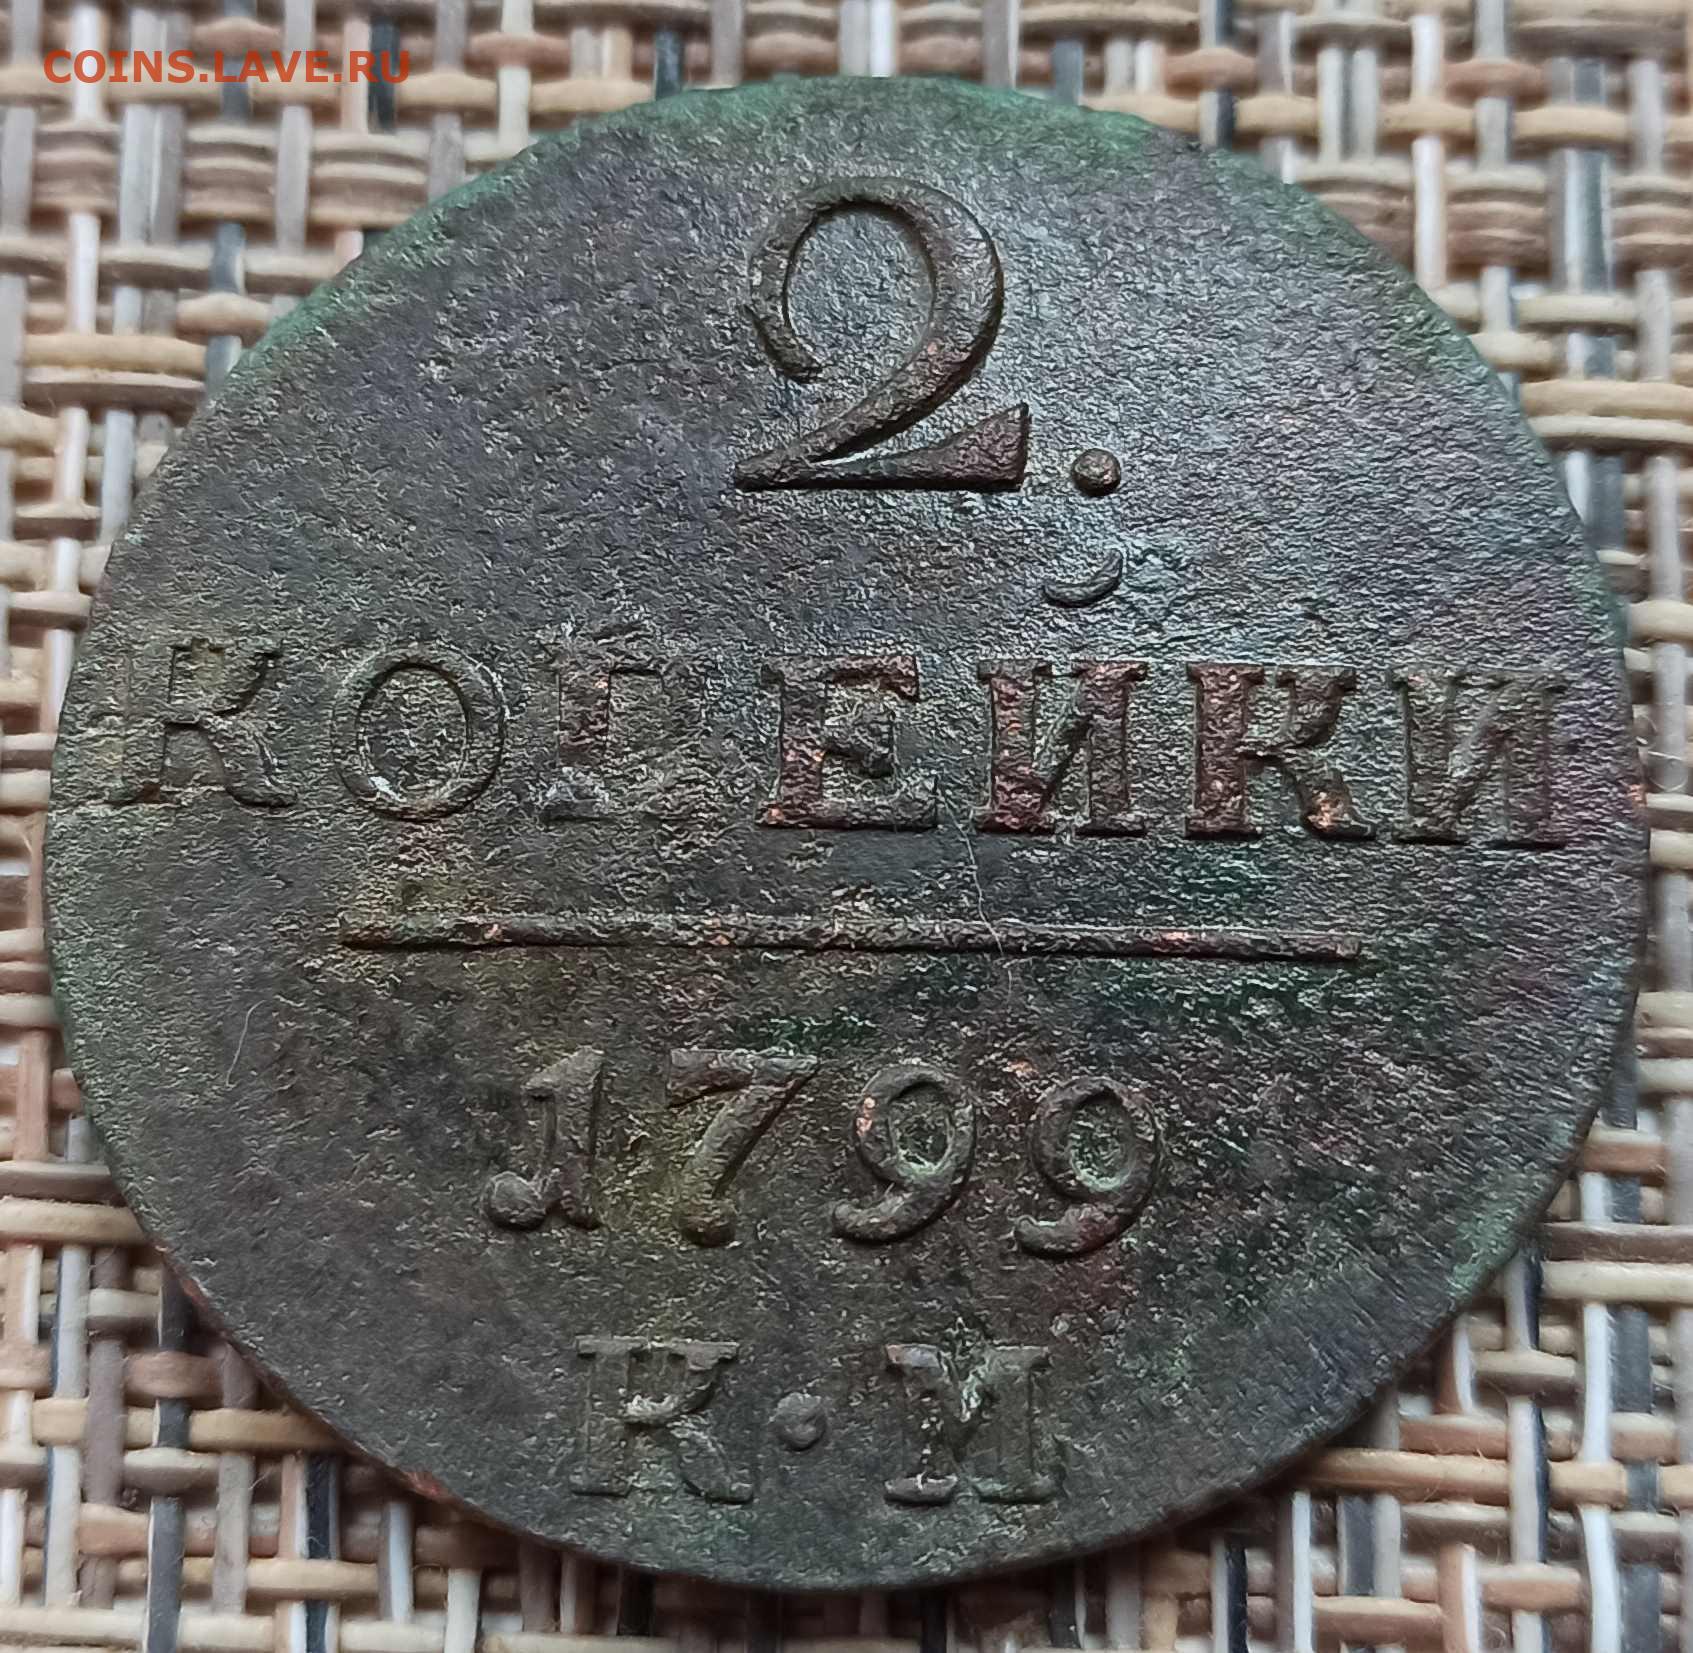 COINS.LAVE.RU
2.
КОПЕЙКИ
1799
К·М